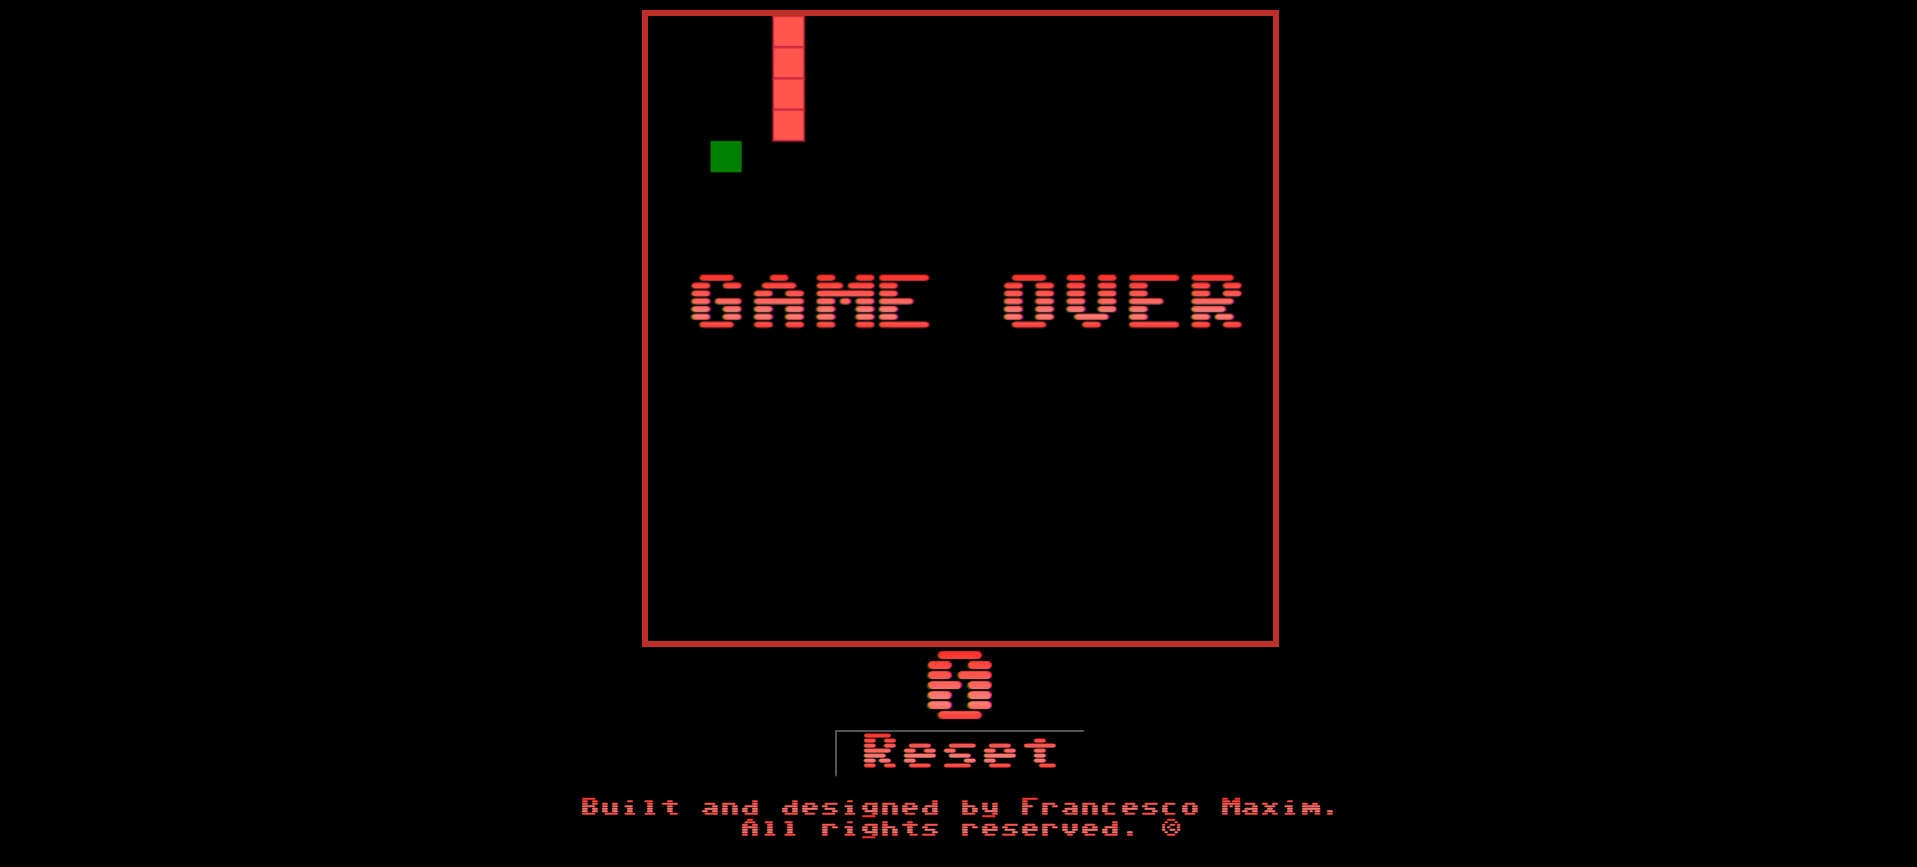 GAME OVER
0
Reset
Built and designed by Francesco Maxim.
All rights reserved. ©